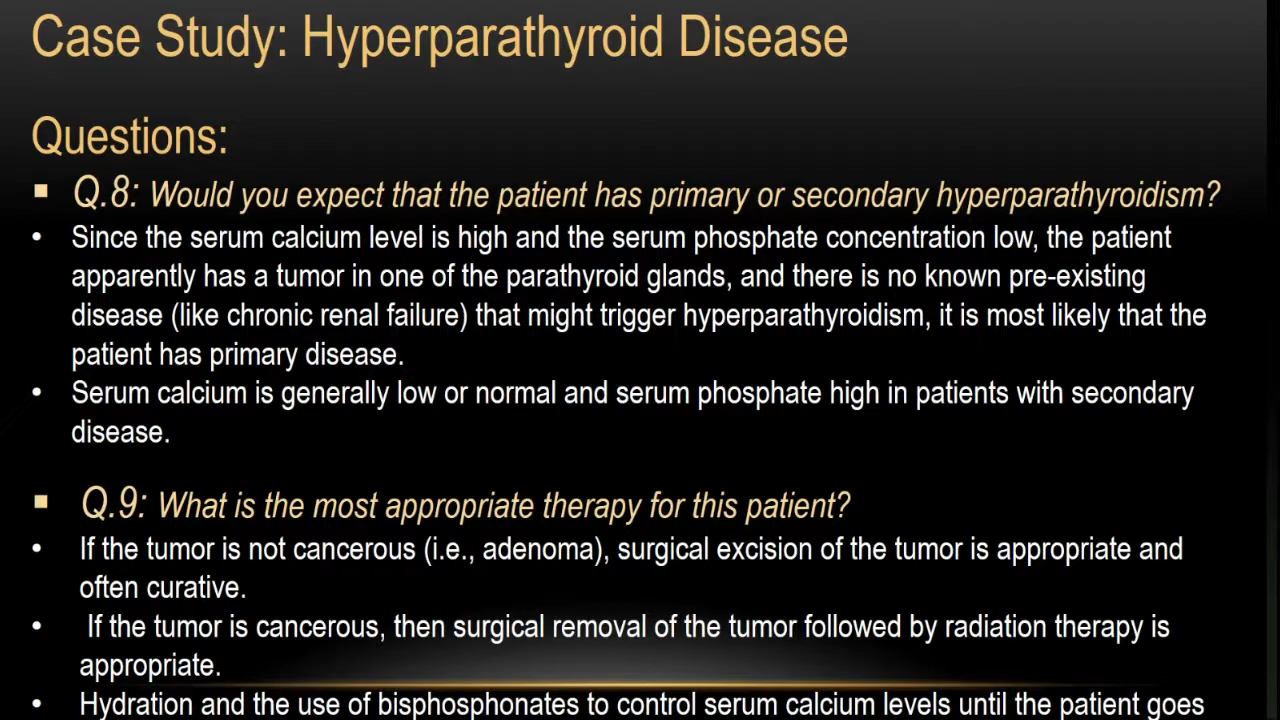 Case Study: Hyperparathyroid Disease
Questions:
▪ Q.8: Would you expect that the patient has primary or secondary hyperparathyroidism?
• Since the serum calcium level is high and the serum phosphate concentration low, the patient
apparently has a tumor in one of the parathyroid glands, and there is no known pre-existing
disease (like chronic renal failure) that might trigger hyperparathyroidism, it is most likely that the
patient has primary disease.
• Serum calcium is generally low or normal and serum phosphate high in patients with secondary
disease.
▪ Q.9: What is the most appropriate therapy for this patient?
• If the tumor is not cancerous (i.e., adenoma), surgical excision of the tumor is appropriate and
often curative.
• If the tumor is cancerous, then surgical removal of the tumor followed by radiation therapy is
appropriate.
• Hydration and the use of bisphosphonates to control serum calcium levels until the patient goes